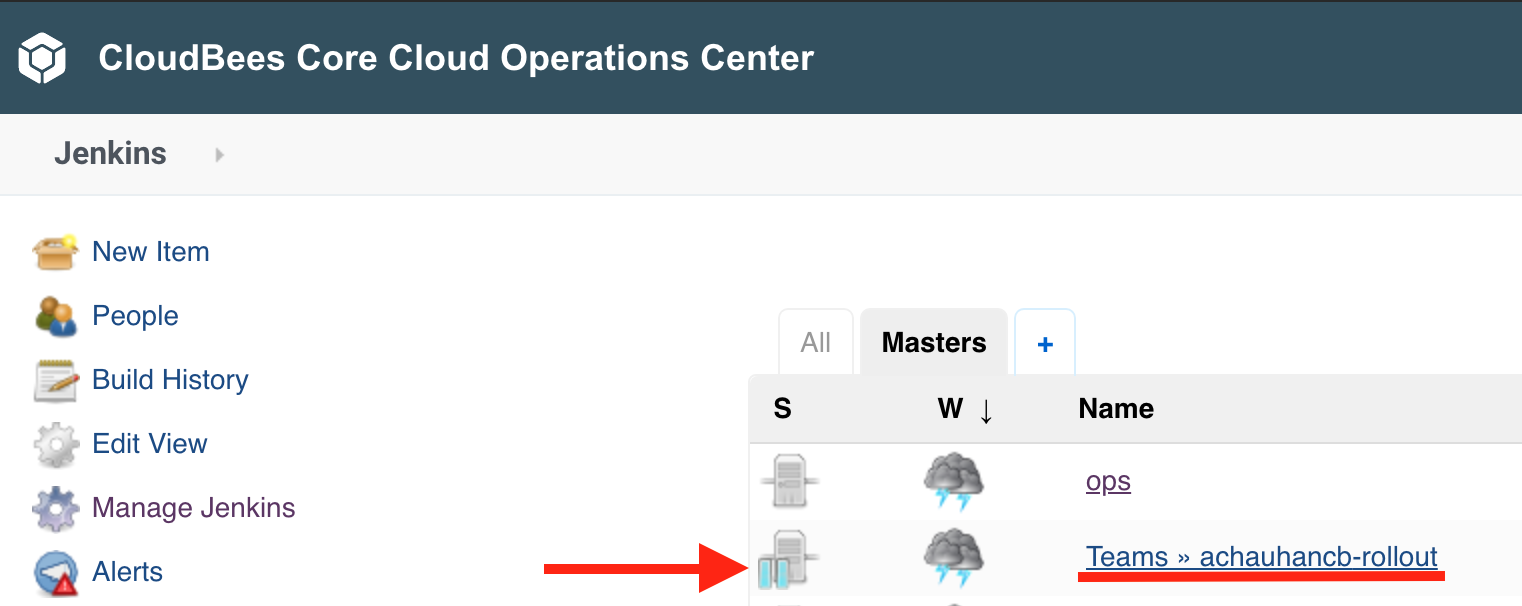 CloudBees Core Cloud Operations Center
Jenkins
New Item
People
Build History
Edit View
Manage Jenkins
Alerts
All Masters +
S W ↓ Name
ops
Teams » achauhancb-rollout